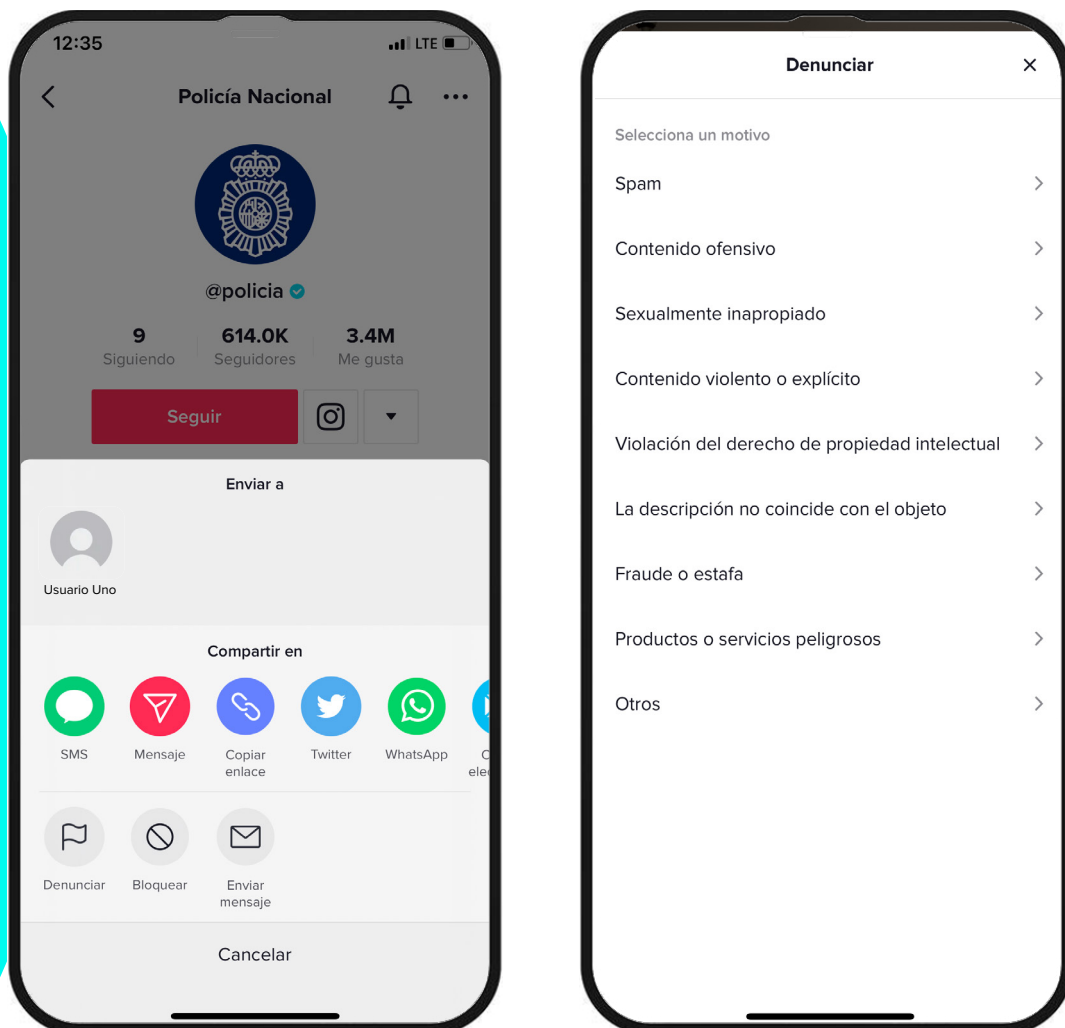 12:35
LTE
Policía Nacional
@policia
9 614.0K 3.4M
Siguiendo Seguidores Me gusta
Seguir
Enviar a
Usuario Uno
Compartir en
SMS Mensaje Copiar enlace Twitter WhatsApp
Denunciar Bloquear Enviar mensaje
Cancelar
Denunciar
Selecciona un motivo
Spam
Contenido ofensivo
Sexualmente inapropiado
Contenido violento o explícito
Violación del derecho de propiedad intelectual
La descripción no coincide con el objeto
Fraude o estafa
Productos o servicios peligrosos
Otros